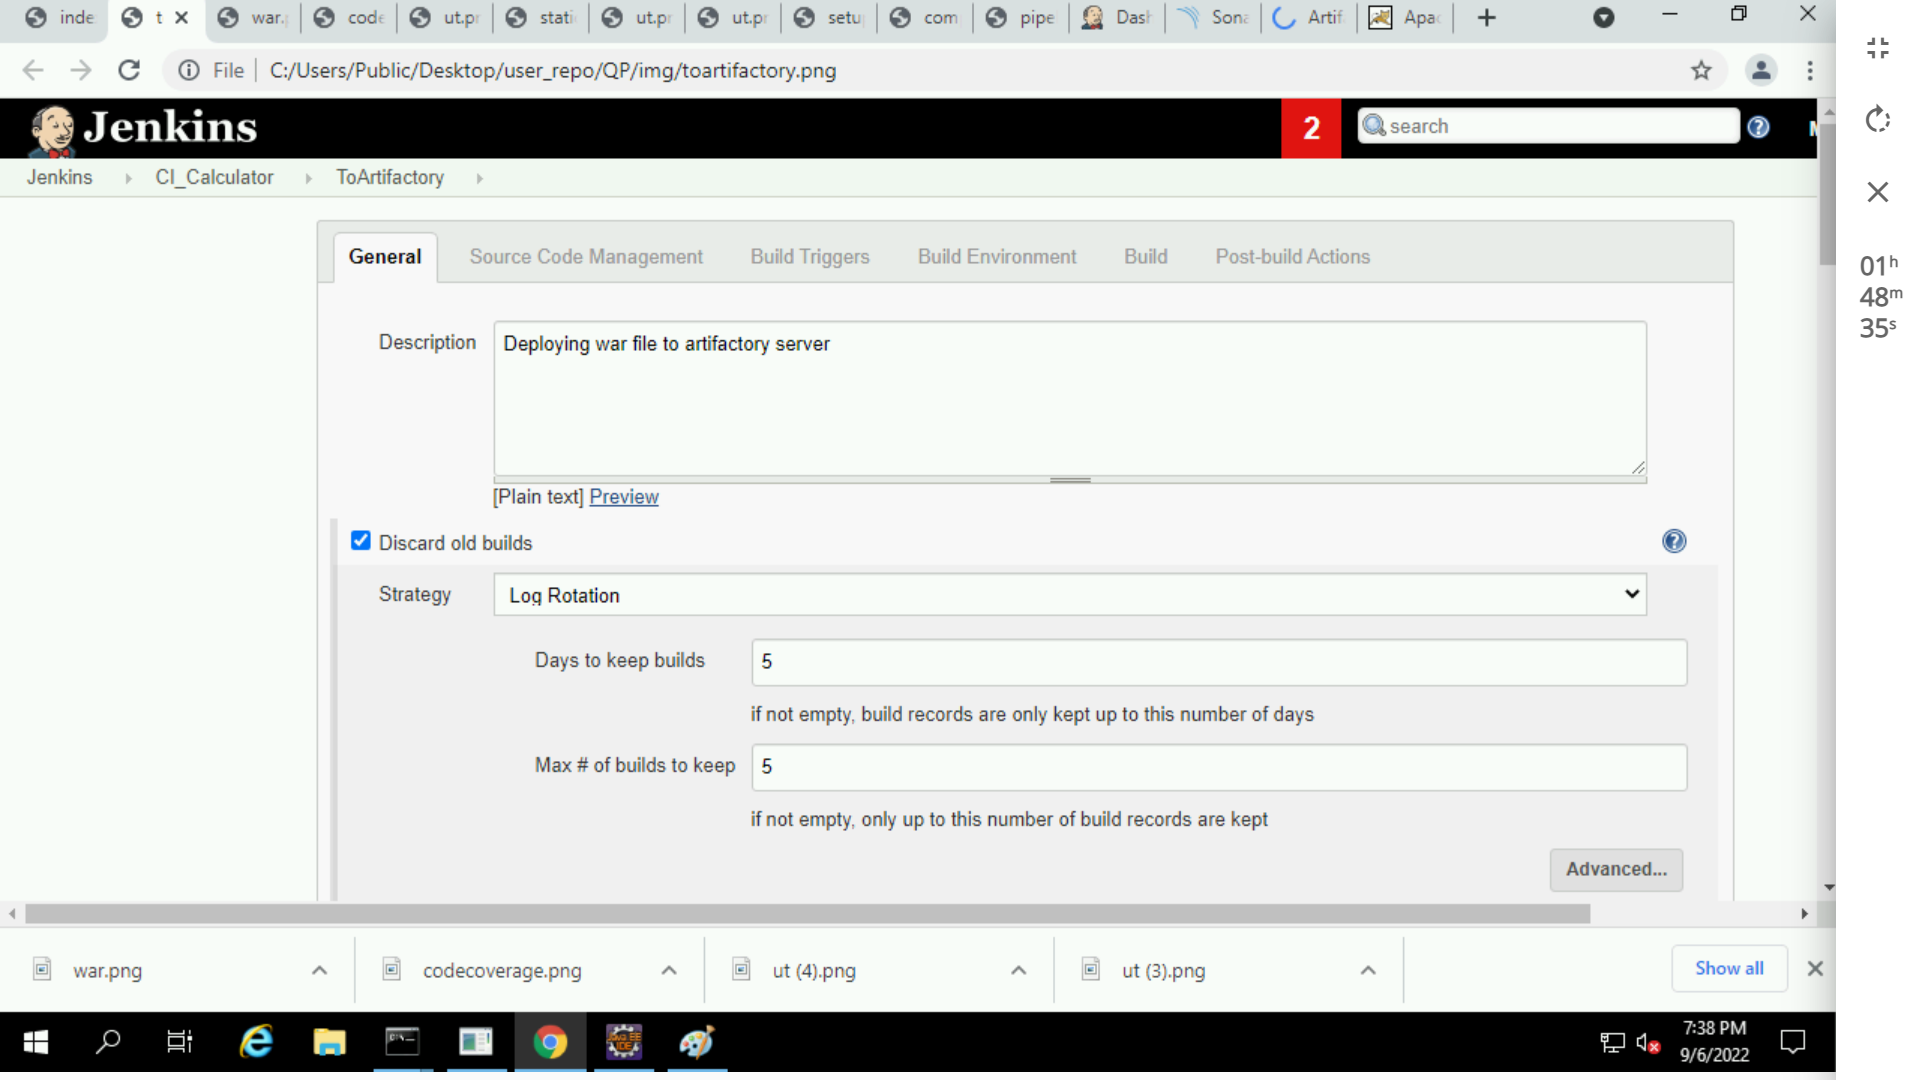 inde
t
war.
code
ut.pr
stati
ut.pr
ut.pr
setu
com
pipe
Dash
Sona
Artif
Apac
File
C:/Users/Public/Desktop/user_repo/QP/img/toartifactory.png
Jenkins
2
search
Jenkins
CI_Calculator
ToArtifactory
General
Source Code Management
Build Triggers
Build Environment
Build
Post-build Actions
Description
Deploying war file to artifactory server
[Plain text] Preview
Discard old builds
Strategy
Log Rotation
Days to keep builds
5
if not empty, build records are only kept up to this number of days
Max # of builds to keep
5
if not empty, only up to this number of build records are kept
Advanced...
war.png
codecoverage.png
ut (4).png
ut (3).png
Show all
7:38 PM
9/6/2022
01h
48m
35s